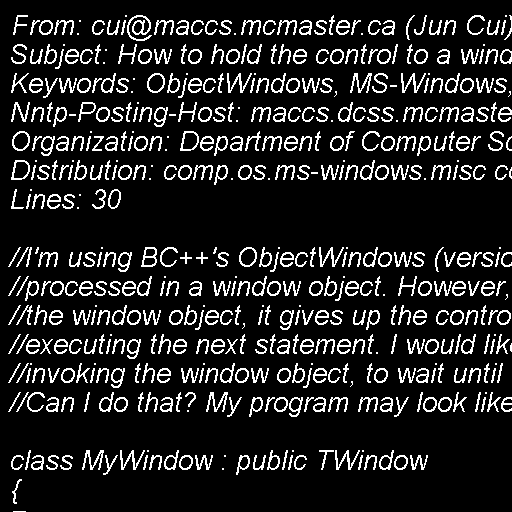 From: cui@maccs.mcmaster.ca (Jun Cui)
Subject: How to hold the control to a wind
Keywords: ObjectWindows, MS-Windows,
Nntp-Posting-Host: maccs.dcss.mcmaste
Organization: Department of Computer Sc
Distribution: comp.os.ms-windows.misc co
Lines: 30

//I'm using BC++'s ObjectWindows (versio
//processed in a window object. However,
//the window object, it gives up the contro
//executing the next statement. I would like
//invoking the window object, to wait until
//Can I do that? My program may look like

class MyWindow : public TWindow
{